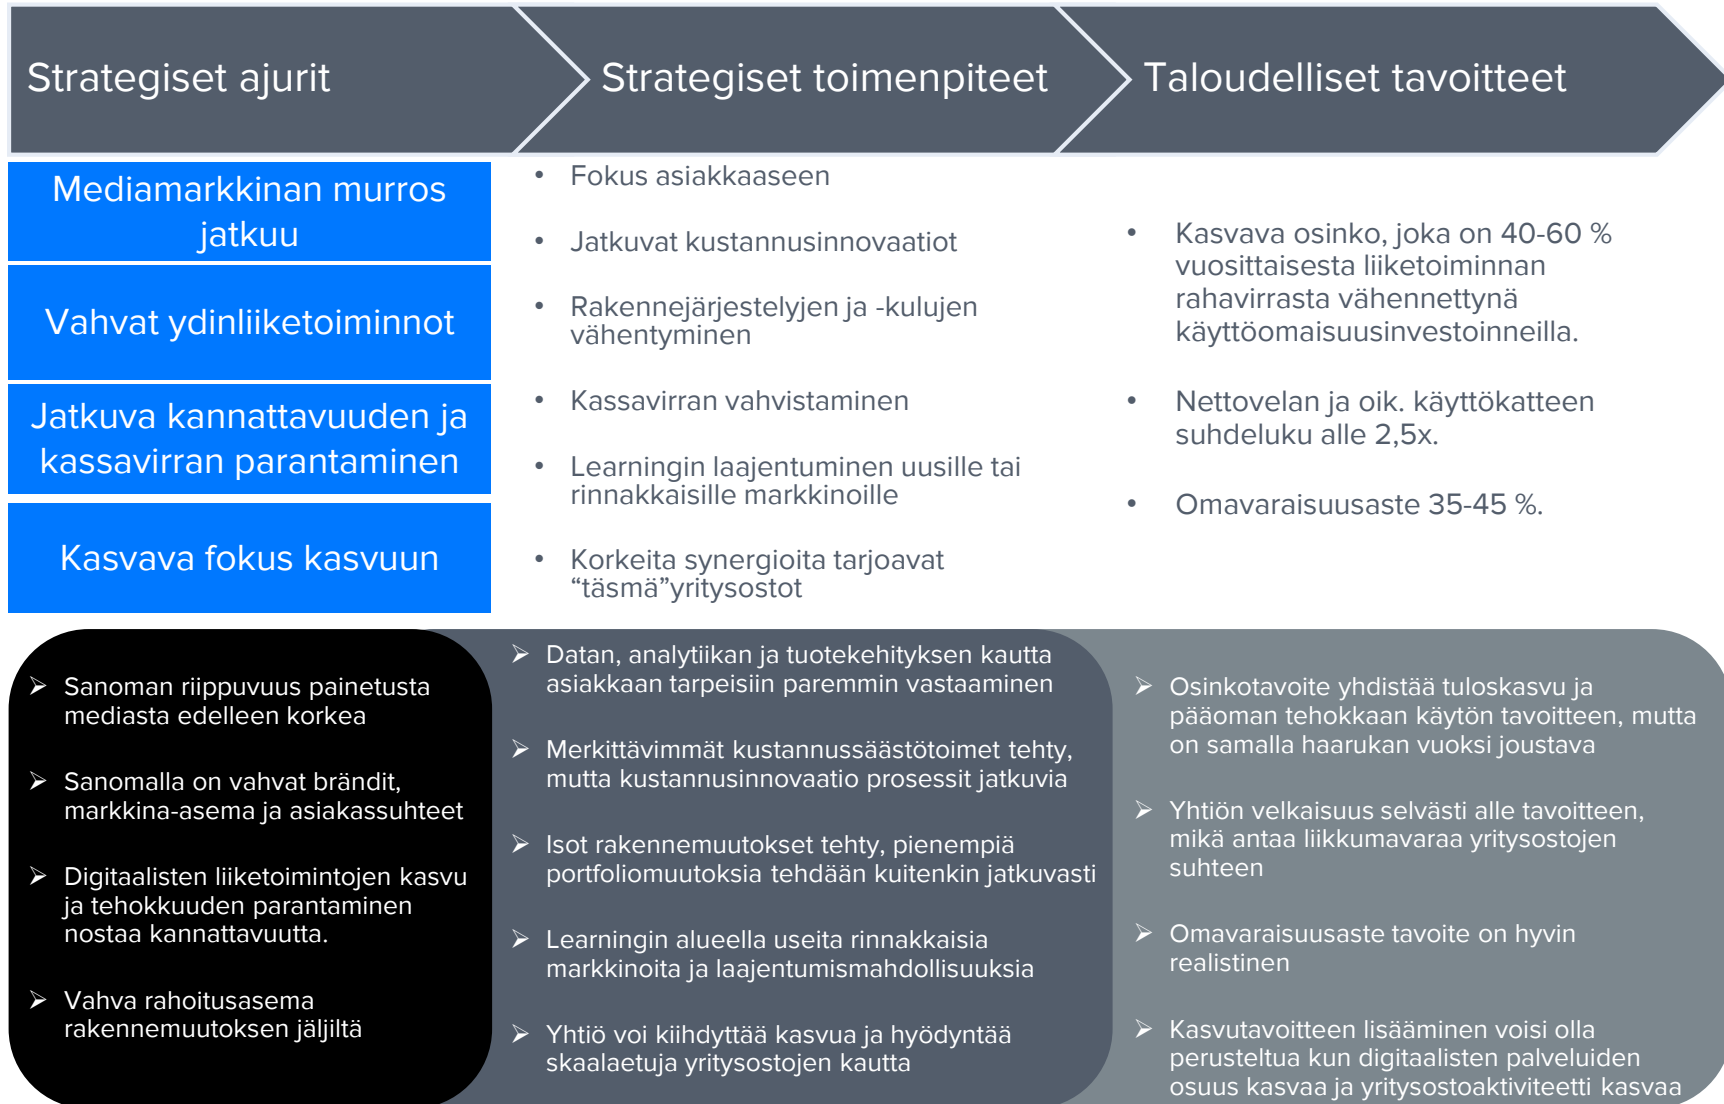 Strategiset ajurit
Strategiset toimenpiteet
Taloudelliset tavoitteet
Mediamarkkinan murros
jatkuu
Vahvat ydinliiketoiminnot
Jatkuva kannattavuuden ja
kassavirran parantaminen
Kasvava fokus kasvuun
• Fokus asiakkaaseen
• Jatkuvat kustannusinnovaatiot
• Rakennejärjestelyjen ja -kulujen
vähentyminen
• Kassavirran vahvistaminen
• Learningin laajentuminen uusille tai
rinnakkaisille markkinoille
• Korkeita synergioita tarjoavat
“täsmä”yritysostot
• Kasvava osinko, joka on 40-60 %
vuosittaisesta liiketoiminnan
rahavirrasta vähennettynä
käyttöomaisuusinvestoinneilla.
• Nettovelan ja oik. käyttökatteen
suhdeluku alle 2,5x.
• Omavaraisuusaste 35-45 %.
➢ Sanoman riippuvuus painetusta
mediasta edelleen korkea
➢ Sanomalla on vahvat brändit,
markkina-asema ja asiakassuhteet
➢ Digitaalisten liiketoimintojen kasvu
ja tehokkuuden parantaminen
nostaa kannattavuutta.
➢ Vahva rahoitusasema
rakennemuutoksen jäljiltä
➢ Datan, analytiikan ja tuotekehityksen kautta
asiakkaan tarpeisiin paremmin vastaaminen
➢ Merkittävimmät kustannussäästötoimet tehty,
mutta kustannusinnovaatio prosessit jatkuvia
➢ Isot rakennemuutokset tehty, pienempiä
portfoliomuutoksia tehdään kuitenkin jatkuvasti
➢ Learningin alueella useita rinnakkaisia
markkinoita ja laajentumismahdollisuuksia
➢ Yhtiö voi kiihdyttää kasvua ja hyödyntää
skaalaetuja yritysostojen kautta
➢ Osinkotavoite yhdistää tuloskasvu ja
pääoman tehokkaan käytön tavoitteen, mutta
on samalla haarukan vuoksi joustava
➢ Yhtiön velkaisuus selvästi alle tavoitteen,
mikä antaa liikkumavaraa yritysostojen
suhteen
➢ Omavaraisuusaste tavoite on hyvin
realistinen
➢ Kasvutavoitteen lisääminen voisi olla
perusteltua kun digitaalisten palveluiden
osuus kasvaa ja yritysostoaktiviteetti kasvaa